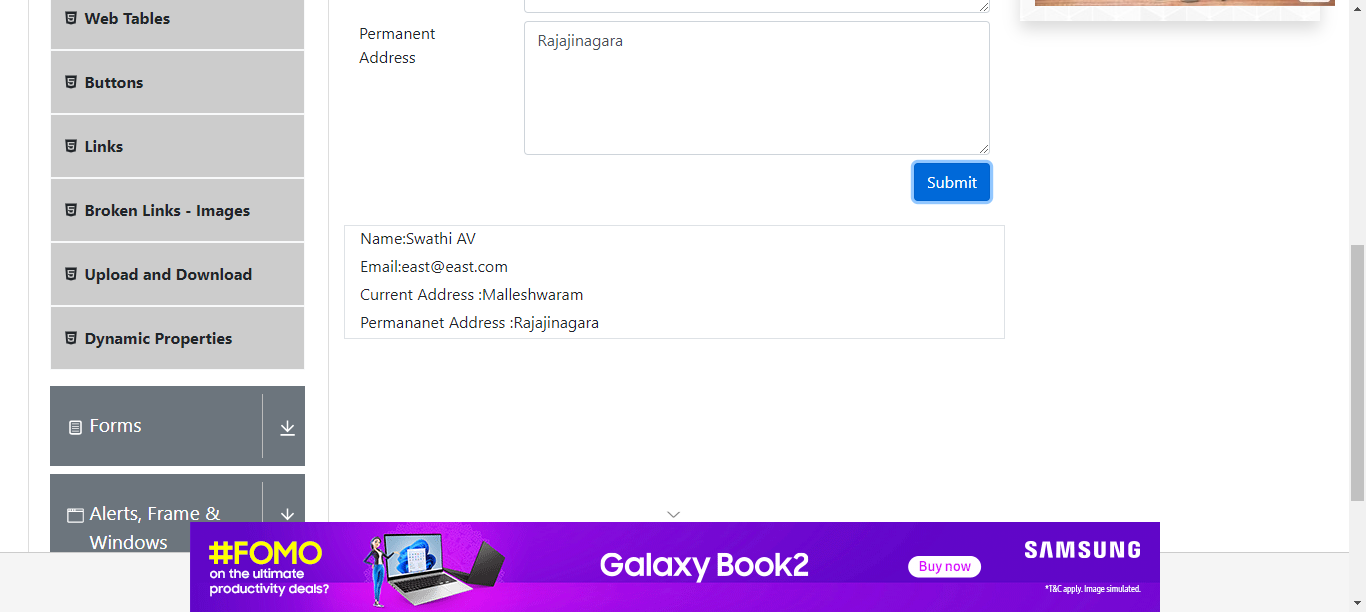 Web Tables
Buttons
Links
Broken Links - Images
Upload and Download
Dynamic Properties
Forms
Alerts, Frame &
Windows
Permanent
Address
Rajajinagara
Submit
Name:Swathi AV
Email:east@east.com
Current Address :Malleshwaram
Permananet Address :Rajajinagara
#FOMO
on the ultimate
productivity deals?
Galaxy Book2
Buy now
SAMSUNG
*T&C apply. Image simulated.